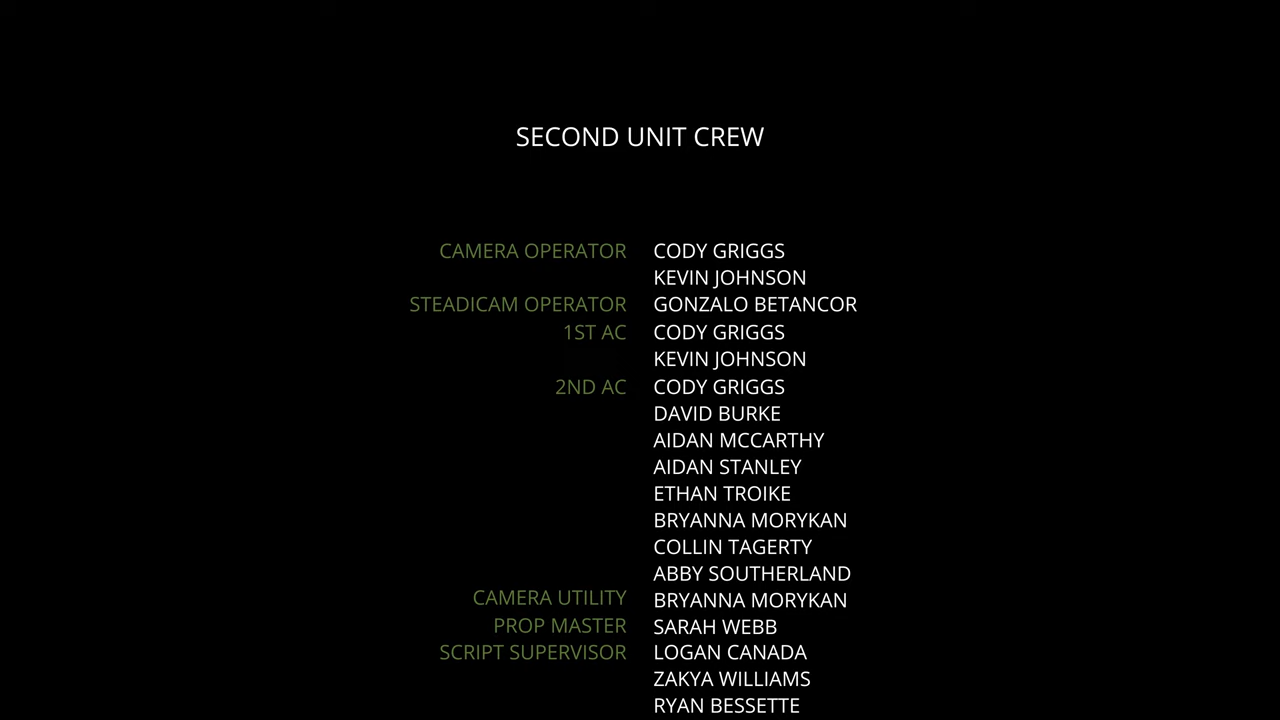 SECOND UNIT CREW
CAMERA OPERATOR CODY GRIGGS
KEVIN JOHNSON
STEADICAM OPERATOR GONZALO BETANCOR
1ST AC CODY GRIGGS
KEVIN JOHNSON
2ND AC CODY GRIGGS
DAVID BURKE
AIDAN MCCARTHY
AIDAN STANLEY
ETHAN TROIKE
BRYANNA MORYKAN
COLLIN TAGERTY
ABBY SOUTHERLAND
CAMERA UTILITY BRYANNA MORYKAN
PROP MASTER SARAH WEBB
SCRIPT SUPERVISOR LOGAN CANADA
ZAKYA WILLIAMS
RYAN BESSETTE